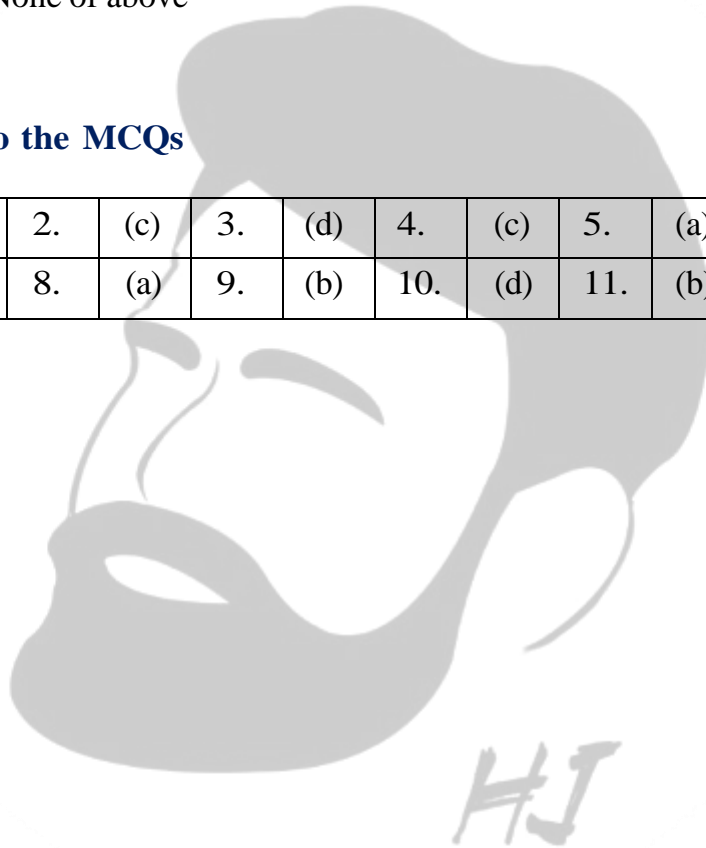 None of above
the MCQs
2. (c) 3. (d) 4. (c) 5. (a)
8. (a) 9. (b) 10. (d) 11. (b)
HJ